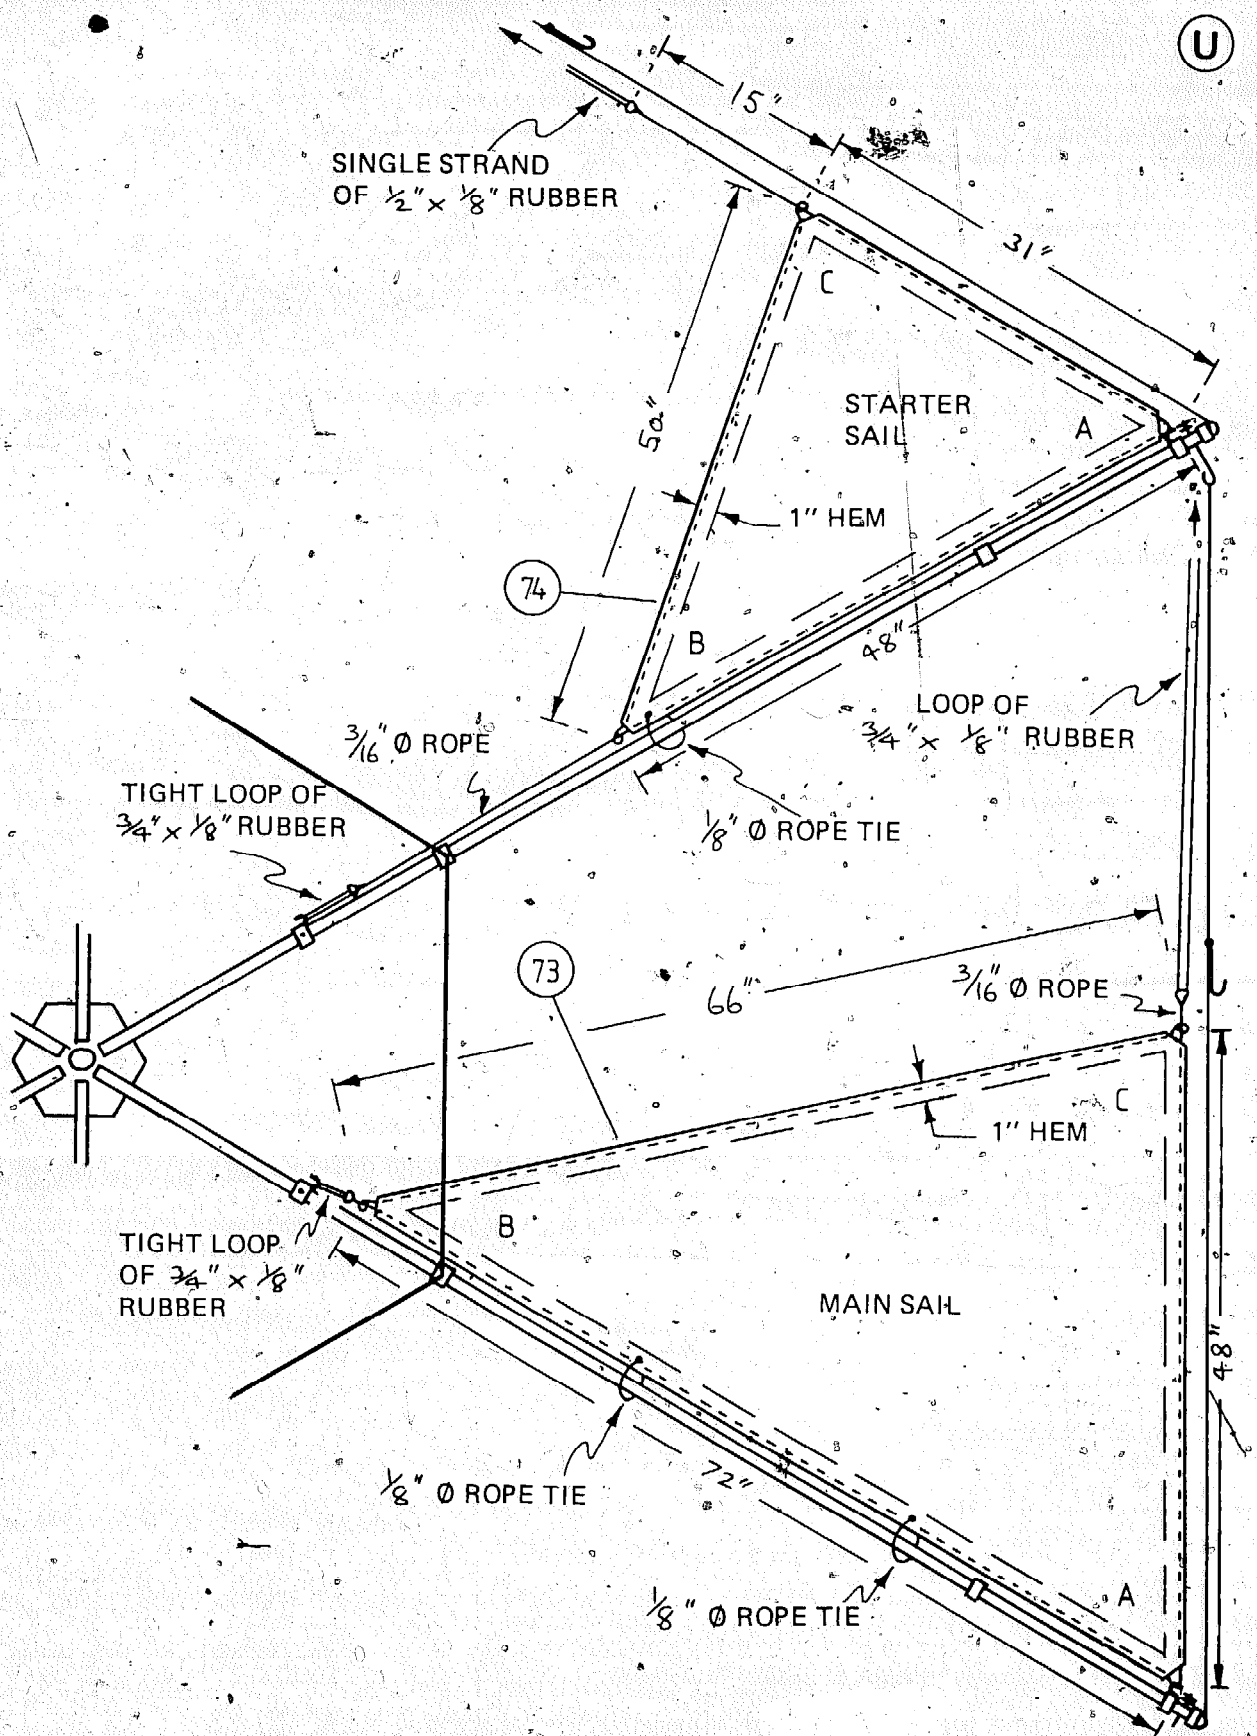 U
15"
SINGLE STRAND
OF ½" x ⅛" RUBBER
31"
C
STARTER
SAIL
A
50"
1" HEM
74
B
48"
LOOP OF
¾" x ⅛" RUBBER
3/16" Ø ROPE
TIGHT LOOP OF
¾" x ⅛" RUBBER
⅛" Ø ROPE TIE
73
66"
3/16" Ø ROPE
C
1" HEM
B
TIGHT LOOP
OF ¾" x ⅛"
RUBBER
MAIN SAIL
48"
72"
⅛" Ø ROPE TIE
A
⅛" Ø ROPE TIE